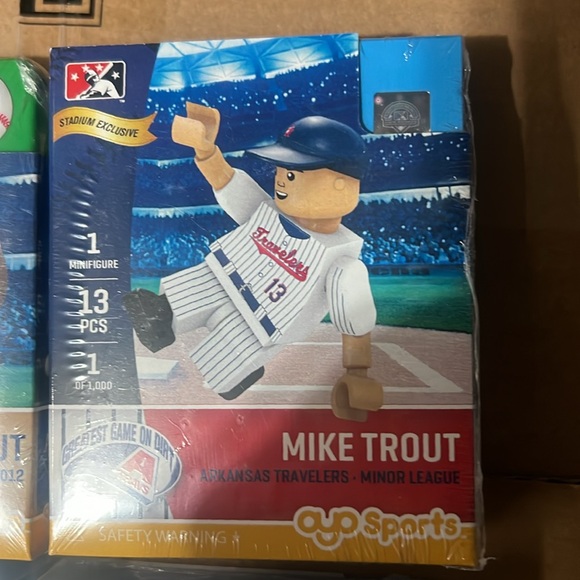 STADIUM EXCLUSIVE
1
MINIFIGURE
13
PCS
1
OF 1,000
Travelers
13
GREATEST GAME ON DIRT
MIKE TROUT
ARKANSAS TRAVELERS · MINOR LEAGUE
oyo Sports
SAFETY WARNING
UT
2012